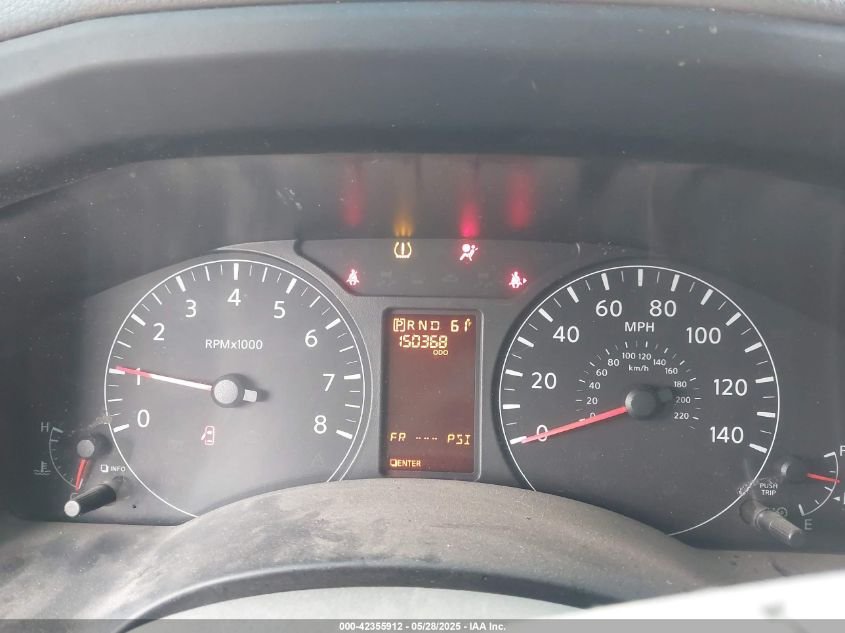 0 1 2 3 4 5 6 7 8
RPMx1000
H
INFO
P R N D 61°
150368
ODO
FR --- PSI
ENTER
0 20 40 60 80 100 120 140
MPH
0 20 40 60 80 100 120 140 160 180 200 220
km/h
PUSH
TRIP
F
E
000-42355912 - 05/28/2025 - IAA Inc.